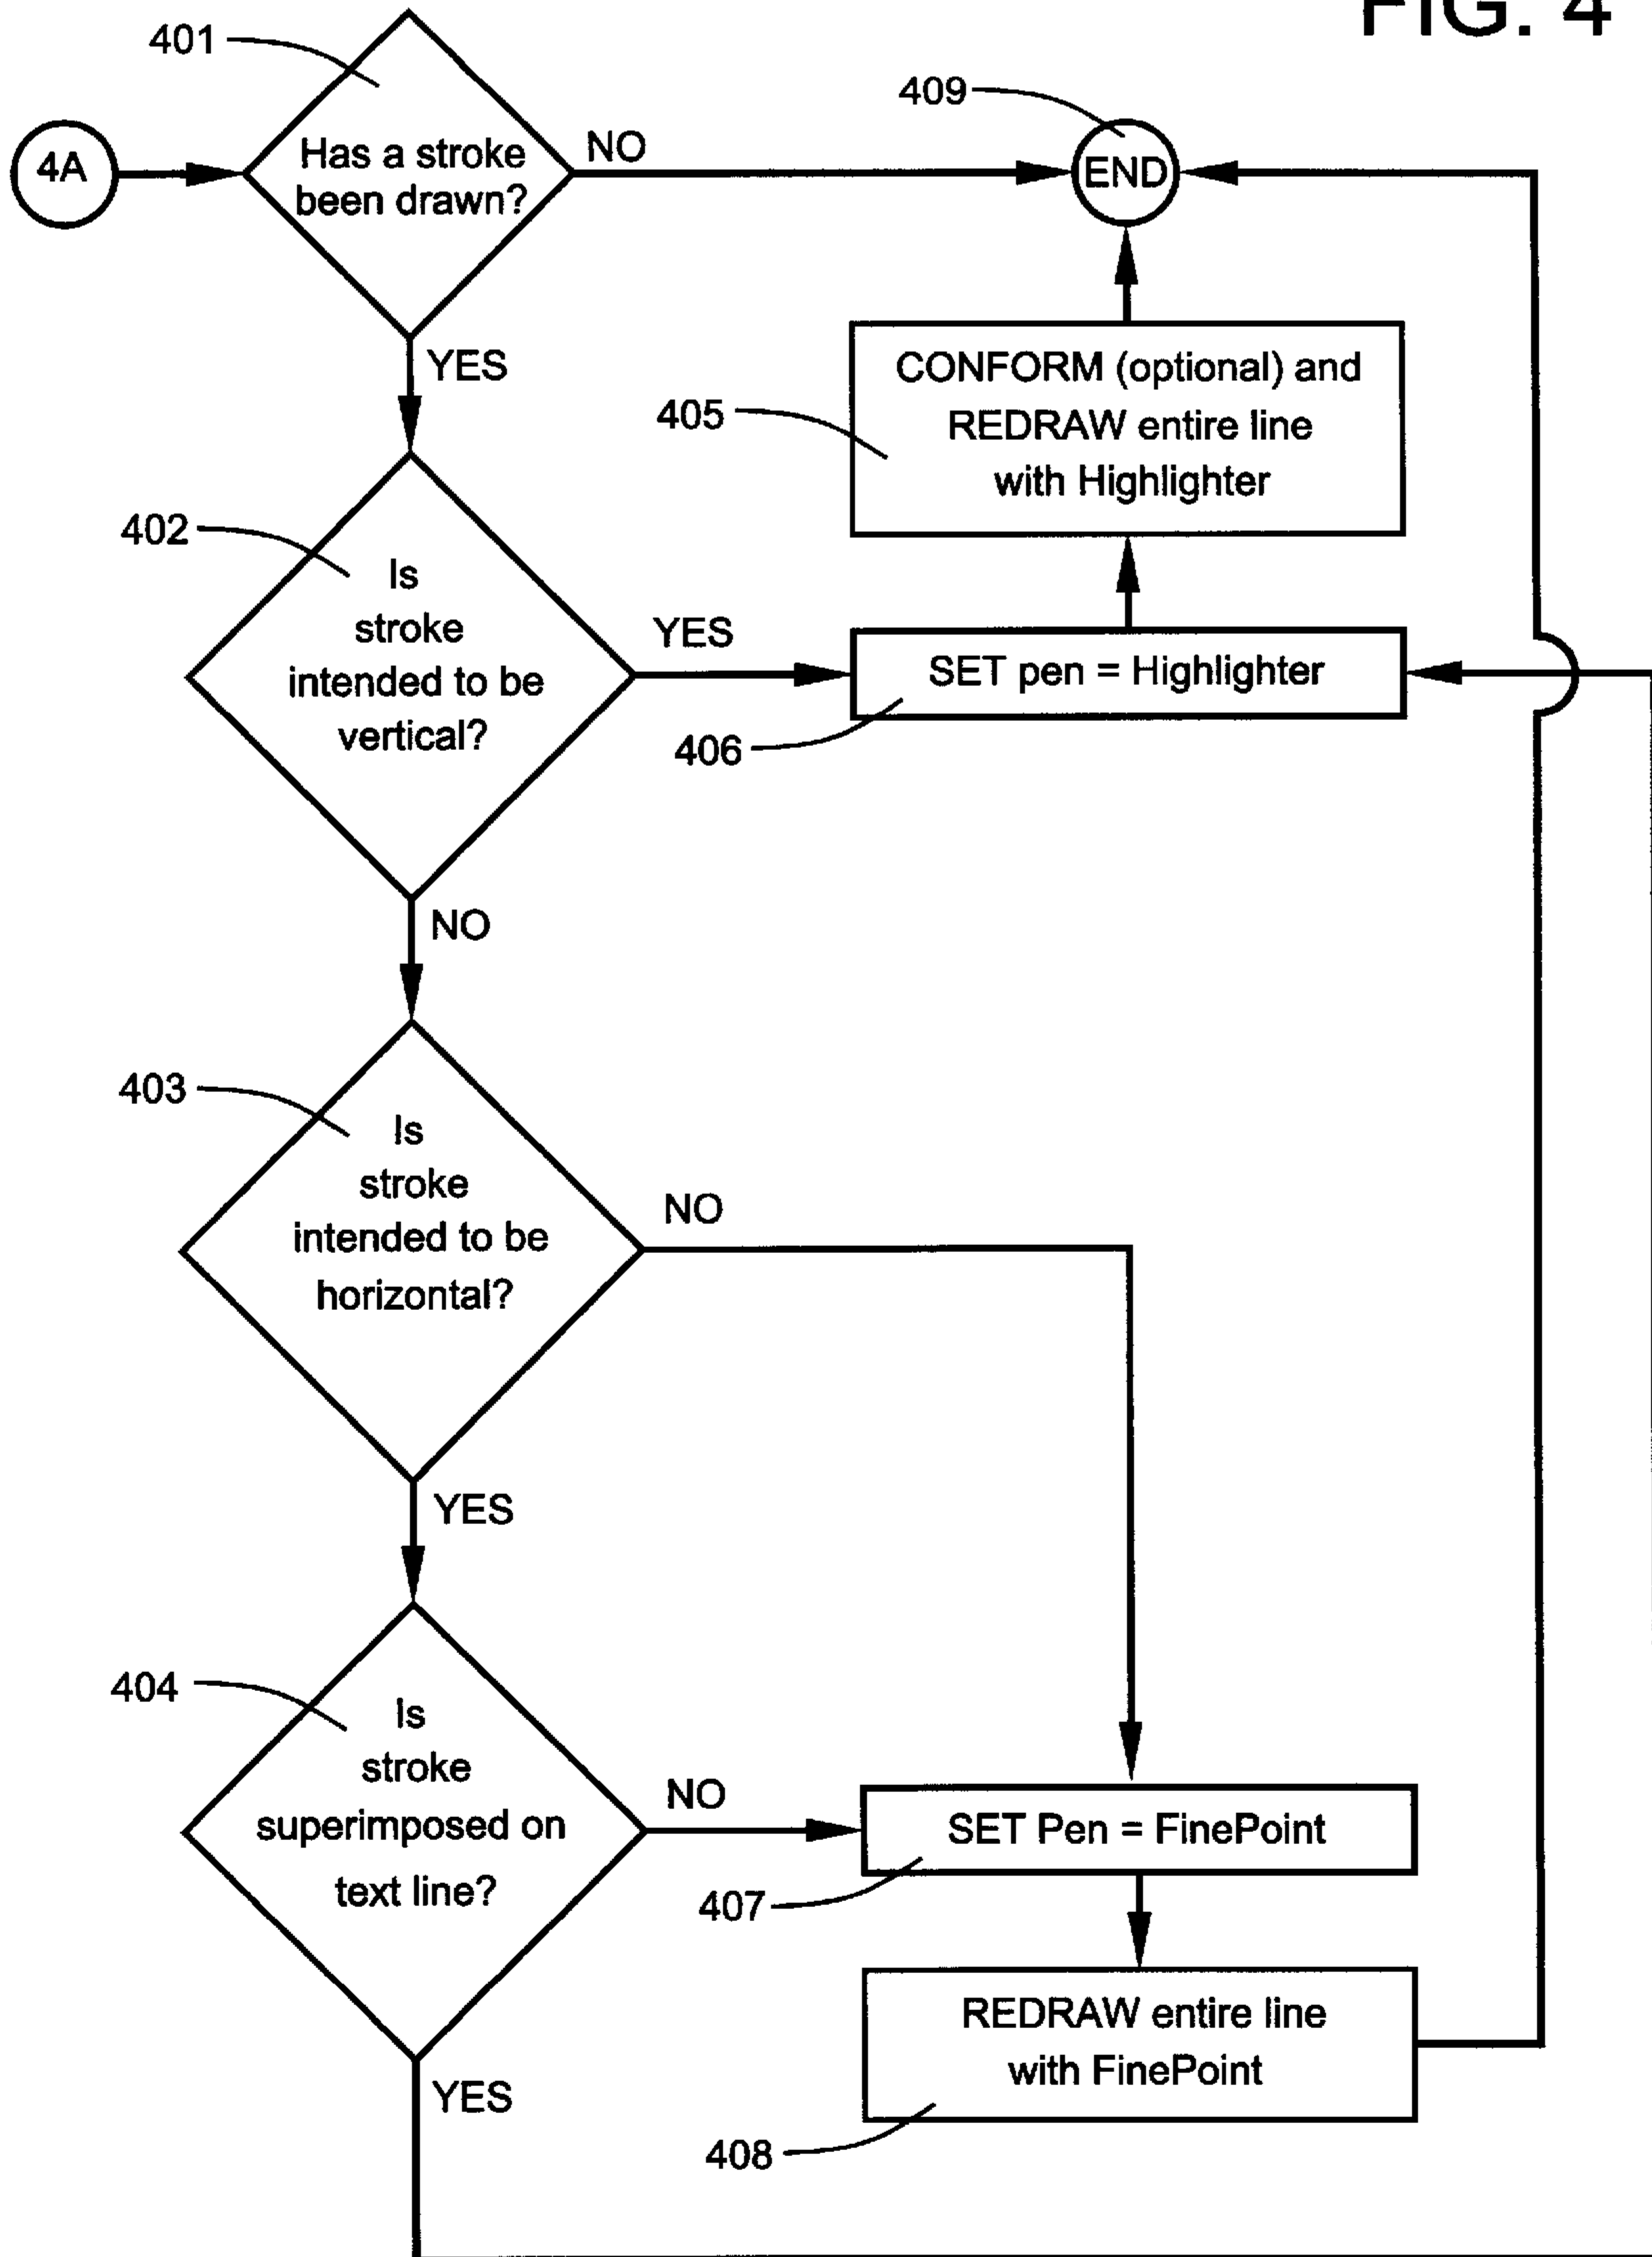 FIG. 4
401
409
4A
Has a stroke
been drawn?
NO
END
YES
CONFORM (optional) and
REDRAW entire line
with Highlighter
405
402
Is
stroke
intended to be
vertical?
YES
SET pen = Highlighter
406
NO
403
Is
stroke
intended to be
horizontal?
NO
YES
404
Is
stroke
superimposed on
text line?
NO
SET Pen = FinePoint
407
REDRAW entire line
with FinePoint
YES
408